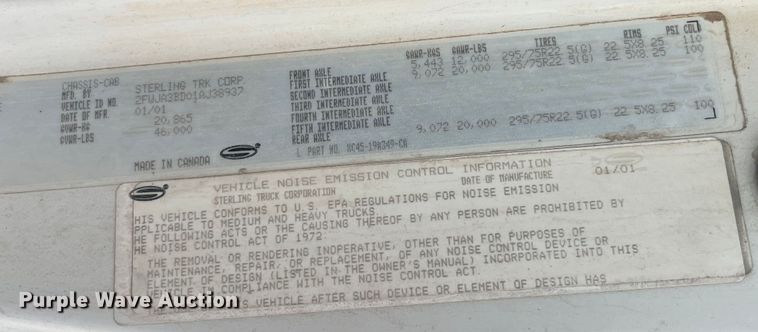 CHASSIS-CAB
MFD. BY STERLING TRK CORP.
VEHICLE ID NO. 2FWJA3BD01AJ38937
DATE OF MFR. 01/01
GVWR-KG 20,865
GVWR-LBS 46,000
MADE IN CANADA
GAWR-KGS GAWR-LBS TIRES RIMS PSI COLD
FRONT AXLE 5,443 12,000 295/75R22.5(G) 22.5X8.25 110
FIRST INTERMEDIATE AXLE 9,072 20,000 295/75R22.5(G) 22.5X8.25 100
SECOND INTERMEDIATE AXLE
THIRD INTERMEDIATE AXLE
FOURTH INTERMEDIATE AXLE
FIFTH INTERMEDIATE AXLE
REAR AXLE 9,072 20,000 295/75R22.5(G) 22.5X8.25 100
PART NO.
VEHICLE NOISE EMISSION CONTROL INFORMATION
STERLING TRUCK CORPORATION DATE OF MANUFACTURE 01/01
HIS VEHICLE CONFORMS TO U.S. EPA REGULATIONS FOR NOISE EMISSION
PPLICABLE TO MEDIUM AND HEAVY TRUCKS
HE FOLLOWING ACTS OR THE CAUSING THEREOF BY ANY PERSON ARE PROHIBITED BY
HE NOISE CONTROL ACT OF 1972:
THE REMOVAL OR RENDERING INOPERATIVE, OTHER THAN FOR PURPOSES OF
MAINTENANCE, REPAIR, OR REPLACEMENT, OF ANY NOISE CONTROL DEVICE OR
ELEMENT OF DESIGN (LISTED IN THE OWNER'S MANUAL) INCORPORATED INTO THIS
VEHICLE IN COMPLIANCE WITH THE NOISE CONTROL ACT.
VEHICLE AFTER SUCH DEVICE OR ELEMENT OF DESIGN HAS
Purple Wave Auction